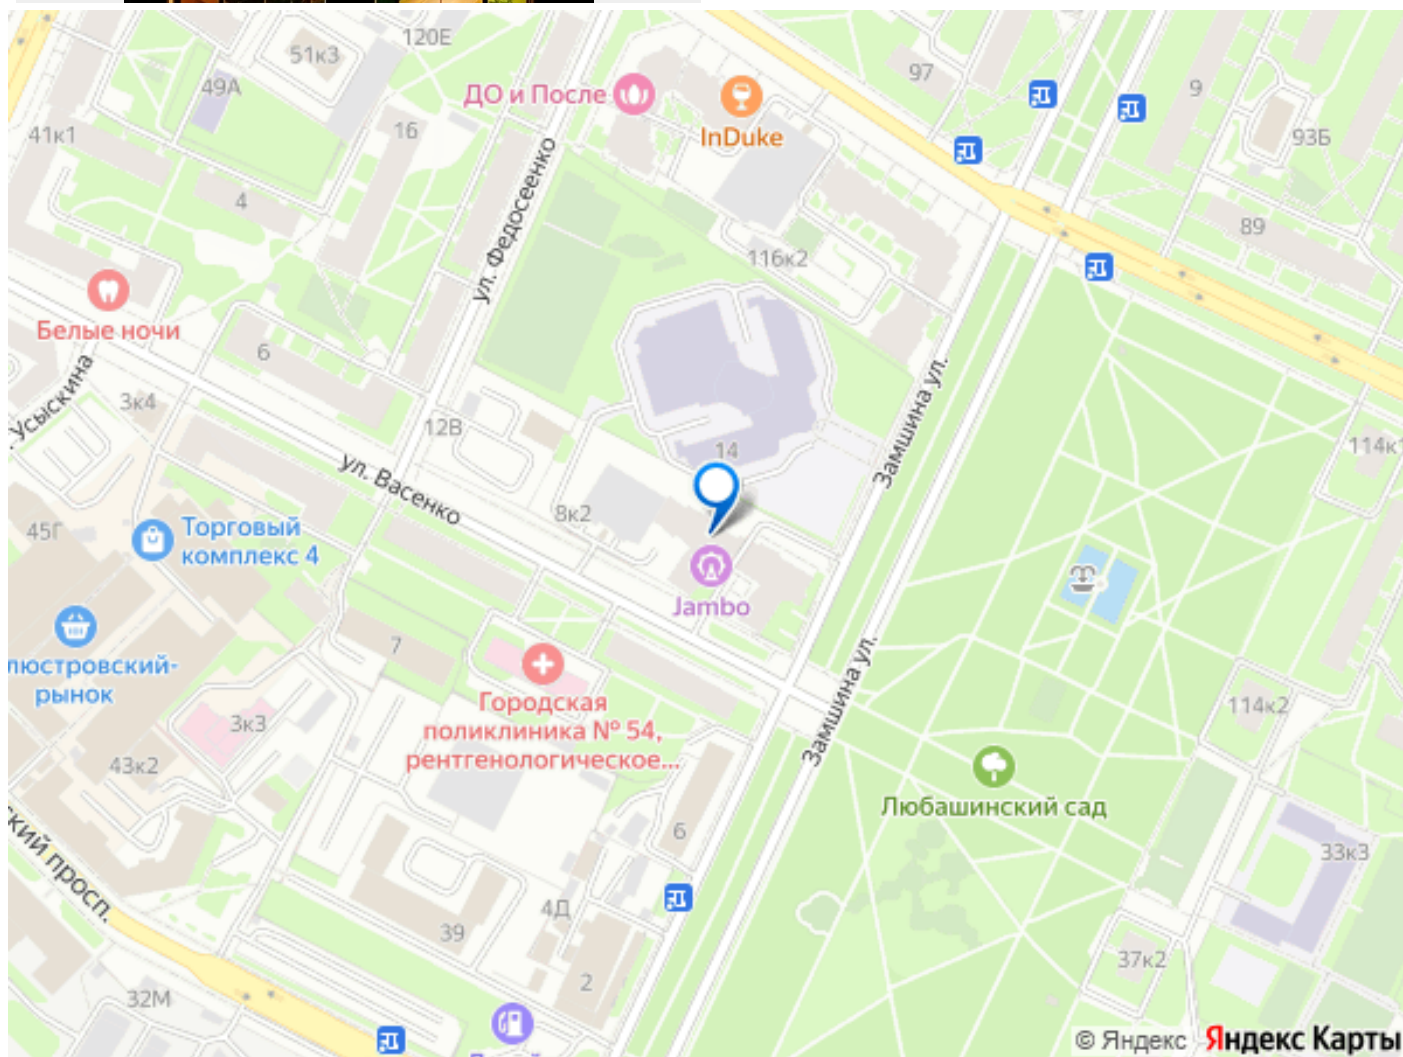 120Е
51к3
49А
97
9
ДО и После
InDuke
41к1
16
93Б
4
ул. Федосеенко
89
116к2
Белые ночи
6
Замшина ул.
Усыскина
3к4
12В
114к1
14
ул. Васенко
8к2
45Г
Торговый
комплекс 4
Jambo
люстровский-
рынок
7
Городская
поликлиника № 54,
рентгенологическое...
Замшина ул.
3к3
114к2
43к2
Любашинский сад
6
33к3
ский просп.
4Д
39
37к2
2
32М
© Яндекс Яндекс Карты